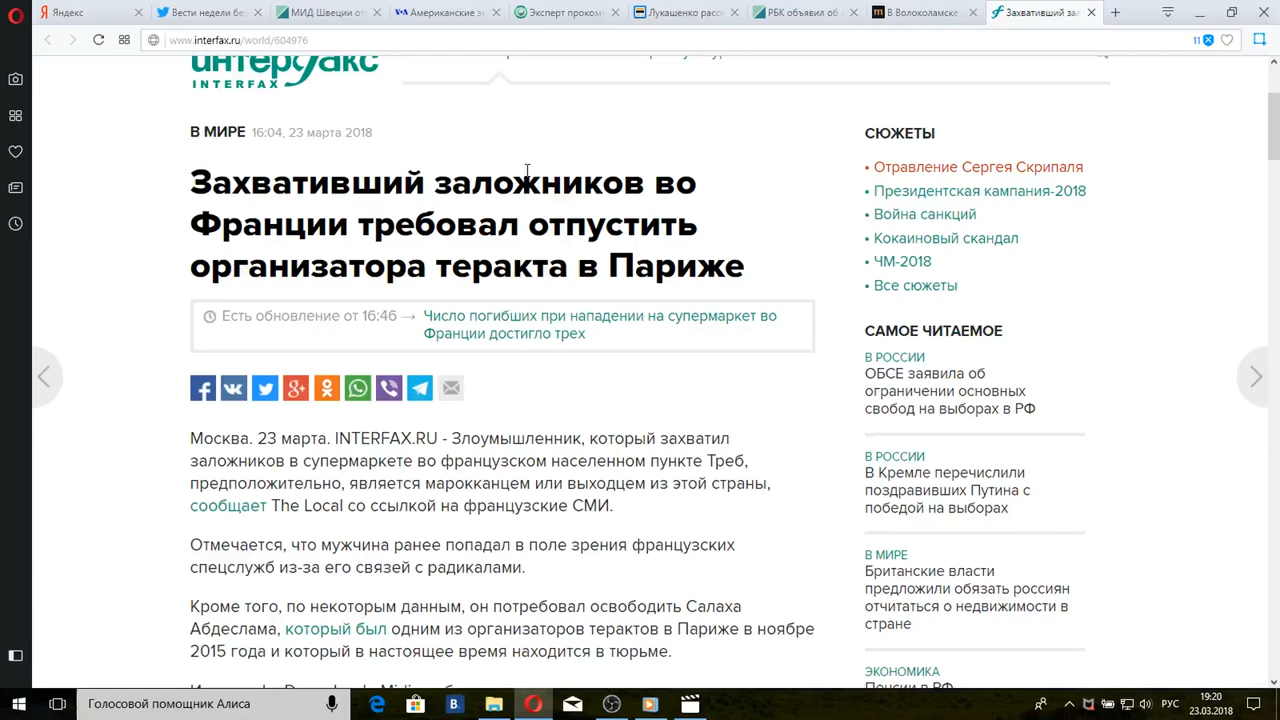 Яндекс
Вести недели без
МИД Швеции от
Американские эк
Эксперт прокоме
Лукашенко расс
РБК объявил об
В Волоколамске
Захвативший зал
www.interfax.ru/world/604976
11
интерфакс
INTERFAX
В МИРЕ 16:04, 23 марта 2018
Захвативший заложников во
Франции требовал отпустить
организатора теракта в Париже
Есть обновление от 16:46 → Число погибших при нападении на супермаркет во
Франции достигло трех
Москва. 23 марта. INTERFAX.RU - Злоумышленник, который захватил
заложников в супермаркете во французском населенном пункте Треб,
предположительно, является марокканцем или выходцем из этой страны,
сообщает The Local со ссылкой на французские СМИ.
Отмечается, что мужчина ранее попадал в поле зрения французских
спецслужб из-за его связей с радикалами.
Кроме того, по некоторым данным, он потребовал освободить Салаха
Абдеслама, который был одним из организаторов терактов в Париже в ноябре
2015 года и который в настоящее время находится в тюрьме.
СЮЖЕТЫ
• Отравление Сергея Скрипаля
• Президентская кампания-2018
• Война санкций
• Кокаиновый скандал
• ЧМ-2018
• Все сюжеты
САМОЕ ЧИТАЕМОЕ
В РОССИИ
ОБСЕ заявила об
ограничении основных
свобод на выборах в РФ
В РОССИИ
В Кремле перечислили
поздравивших Путина с
победой на выборах
В МИРЕ
Британские власти
предложили обязать россиян
отчитаться о недвижимости в
стране
ЭКОНОМИКА
Голосовой помощник Алиса
РУС
19:20
23.03.2018